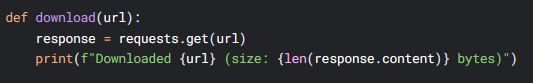 def download(url):
    response = requests.get(url)
    print(f"Downloaded {url} (size: {len(response.content)} bytes)")